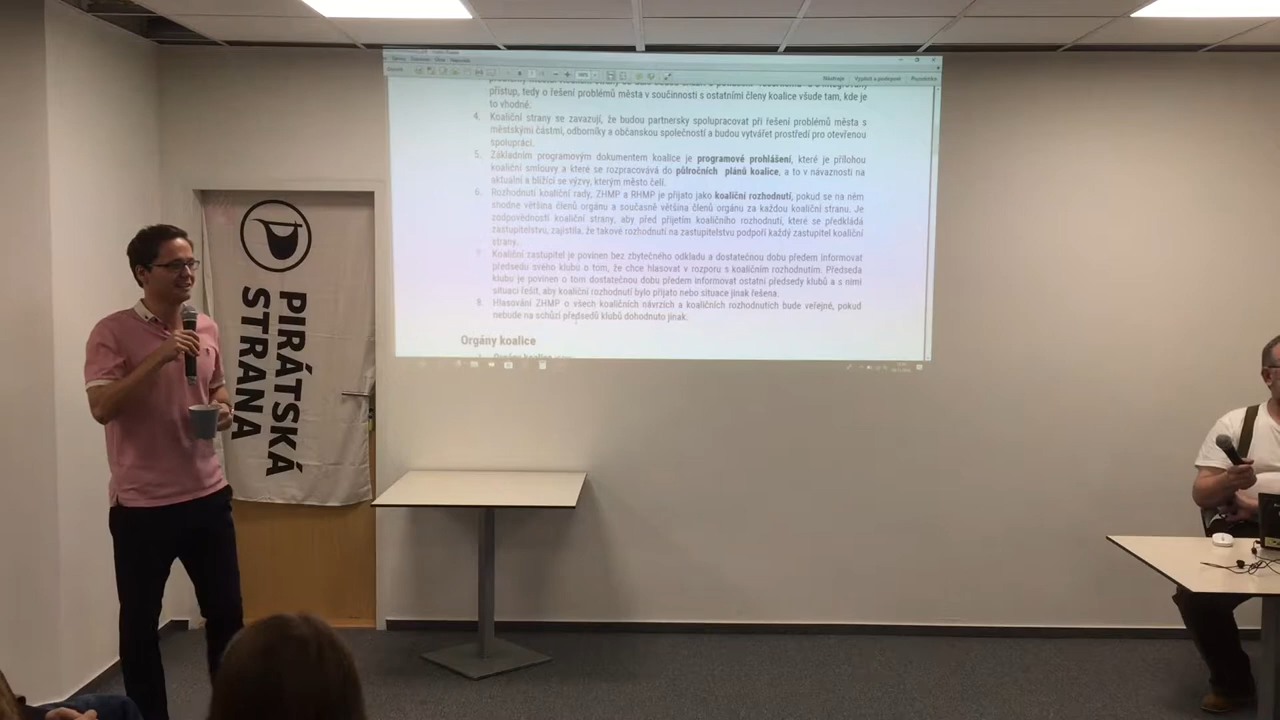 PIRÁTSKÁ
STRANA
Nástroje Vyplnit a podepsat Poznámka
přístup, tedy o řešení problémů města v součinnosti s ostatními členy koalice všude tam, kde je
to vhodné.
4. Koaliční strany se zavazují, že budou partnersky spolupracovat při řešení problémů města s
městskými částmi, odborníky a občanskou společností a budou vytvářet prostředí pro otevřenou
spolupráci.
5. Základním programovým dokumentem koalice je programové prohlášení, které je přílohou
koaliční smlouvy a které se rozpracovává do půlročních plánů koalice, a to v návaznosti na
aktuální a blížící se výzvy, kterým město čelí.
6. Rozhodnutí koaliční rady, ZHMP a RHMP je přijato jako koaliční rozhodnutí, pokud se na něm
shodne většina členů orgánu a současně většina členů orgánu za každou koaliční stranu. Je
zodpovědností koaliční strany, aby před přijetím koaličního rozhodnutí, které se předkládá
zastupitelstvu, zajistila, že takové rozhodnutí na zastupitelstvu podpoří každý zastupitel koaliční
strany.
Koaliční zastupitel je povinen bez zbytečného odkladu a dostatečnou dobu předem informovat
předsedu svého klubu o tom, že chce hlasovat v rozporu s koaličním rozhodnutím. Předseda
klubu je povinen o tom dostatečnou dobu předem informovat ostatní předsedy klubů a s nimi
situaci řešit, aby koaliční rozhodnutí bylo přijato nebo situace jinak řešena.
8. Hlasování ZHMP o všech koaličních návrzích a koaličních rozhodnutích bude veřejné, pokud
nebude na schůzi předsedů klubů dohodnuto jinak.
Orgány koalice